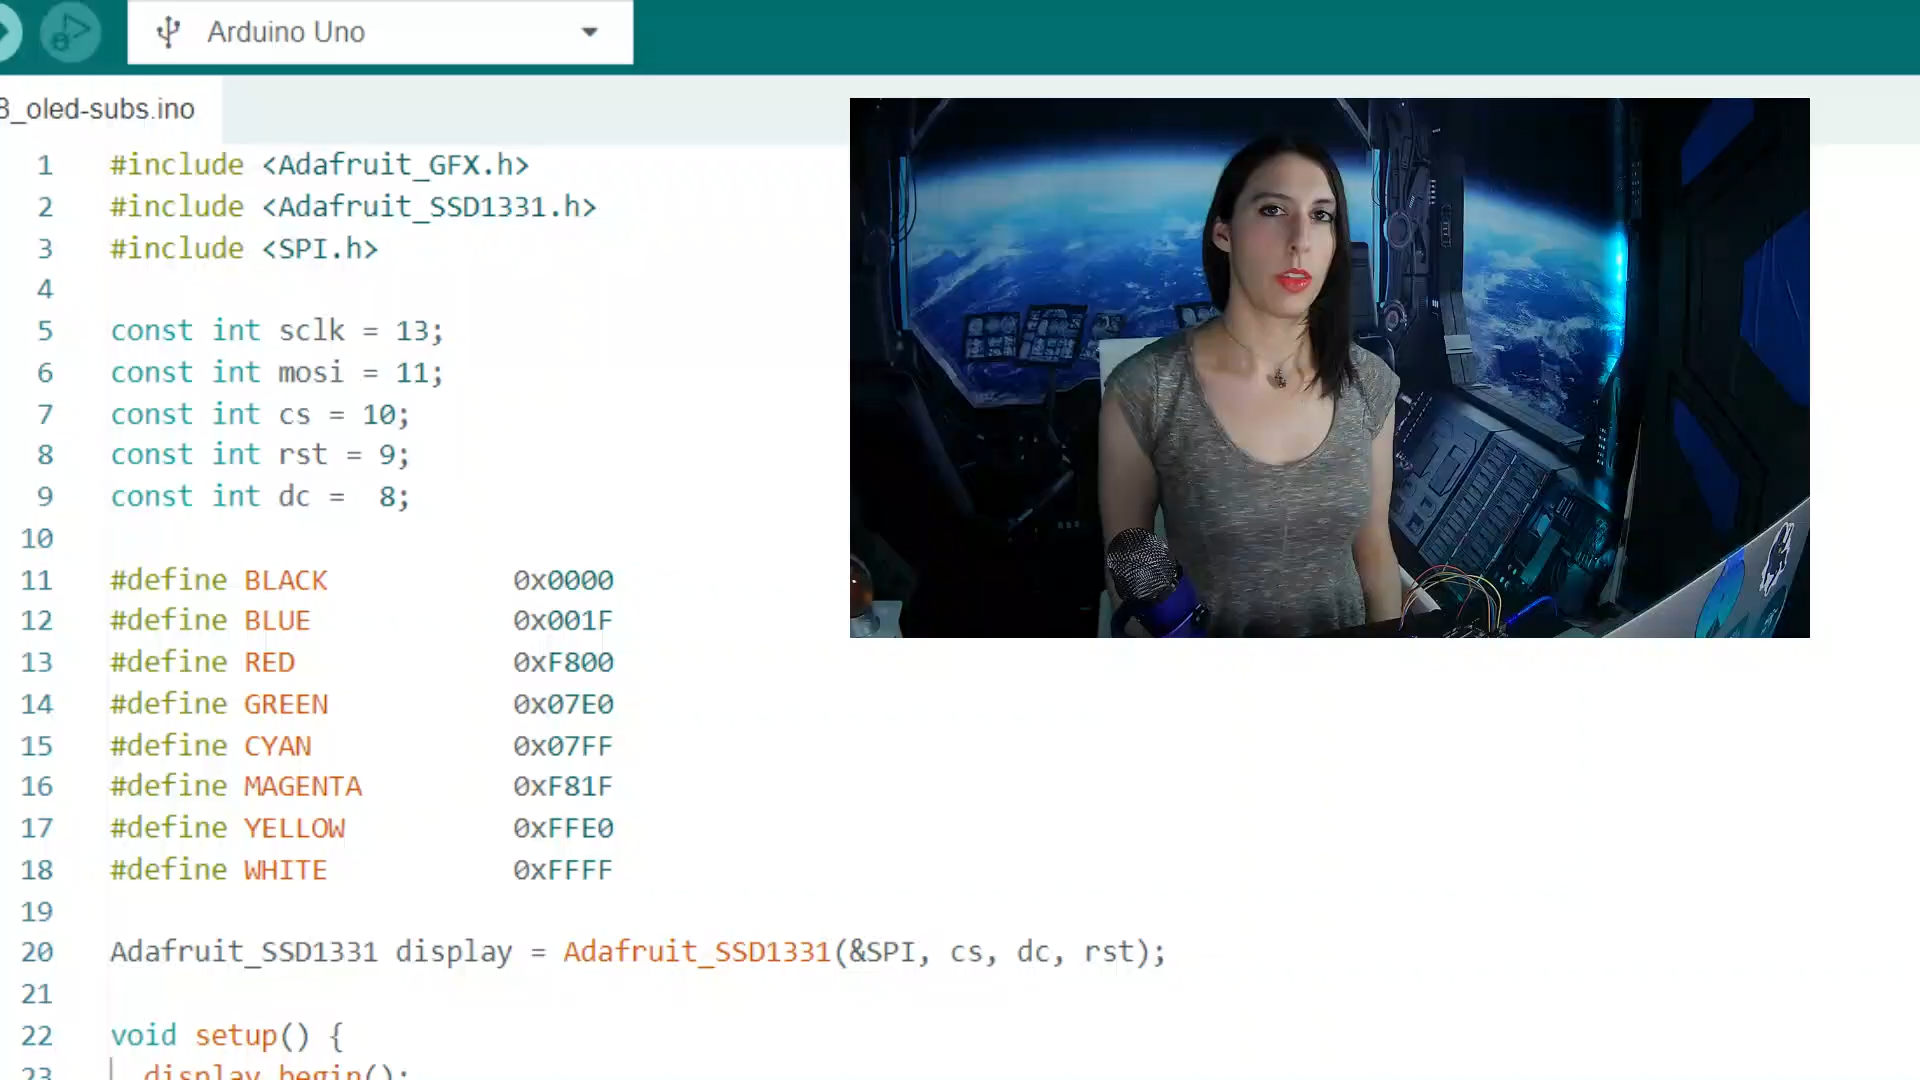 Arduino Uno
8_oled-subs.ino
1 #include <Adafruit_GFX.h>
2 #include <Adafruit_SSD1331.h>
3 #include <SPI.h>
4
5 const int sclk = 13;
6 const int mosi = 11;
7 const int cs = 10;
8 const int rst = 9;
9 const int dc =  8;
10
11 #define BLACK           0x0000
12 #define BLUE            0x001F
13 #define RED             0xF800
14 #define GREEN           0x07E0
15 #define CYAN            0x07FF
16 #define MAGENTA         0xF81F
17 #define YELLOW          0xFFE0
18 #define WHITE           0xFFFF
19
20 Adafruit_SSD1331 display = Adafruit_SSD1331(&SPI, cs, dc, rst);
21
22 void setup() {
23 display.begin();